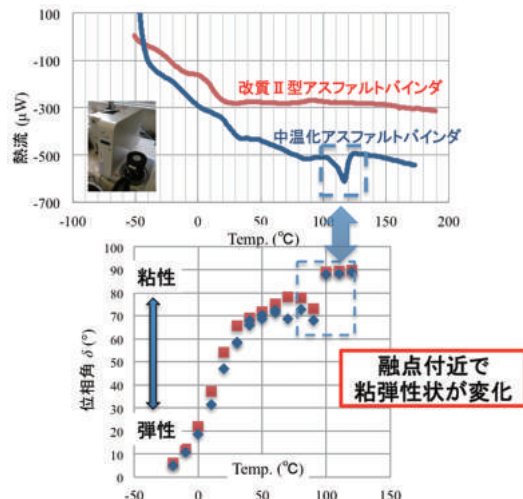 100
-100
-300
-500
-700
熱流 (μW)
改質Ⅱ型アスファルトバインダ
中温化アスファルトバインダ
-100
-50
0
50
100
150
200
Temp. (℃)
100
90
80
70
60
50
40
30
20
10
0
位相角 δ (°)
粘性
弾性
融点付近で
粘弾性状が変化
-50
0
50
100
150
Temp. (℃)